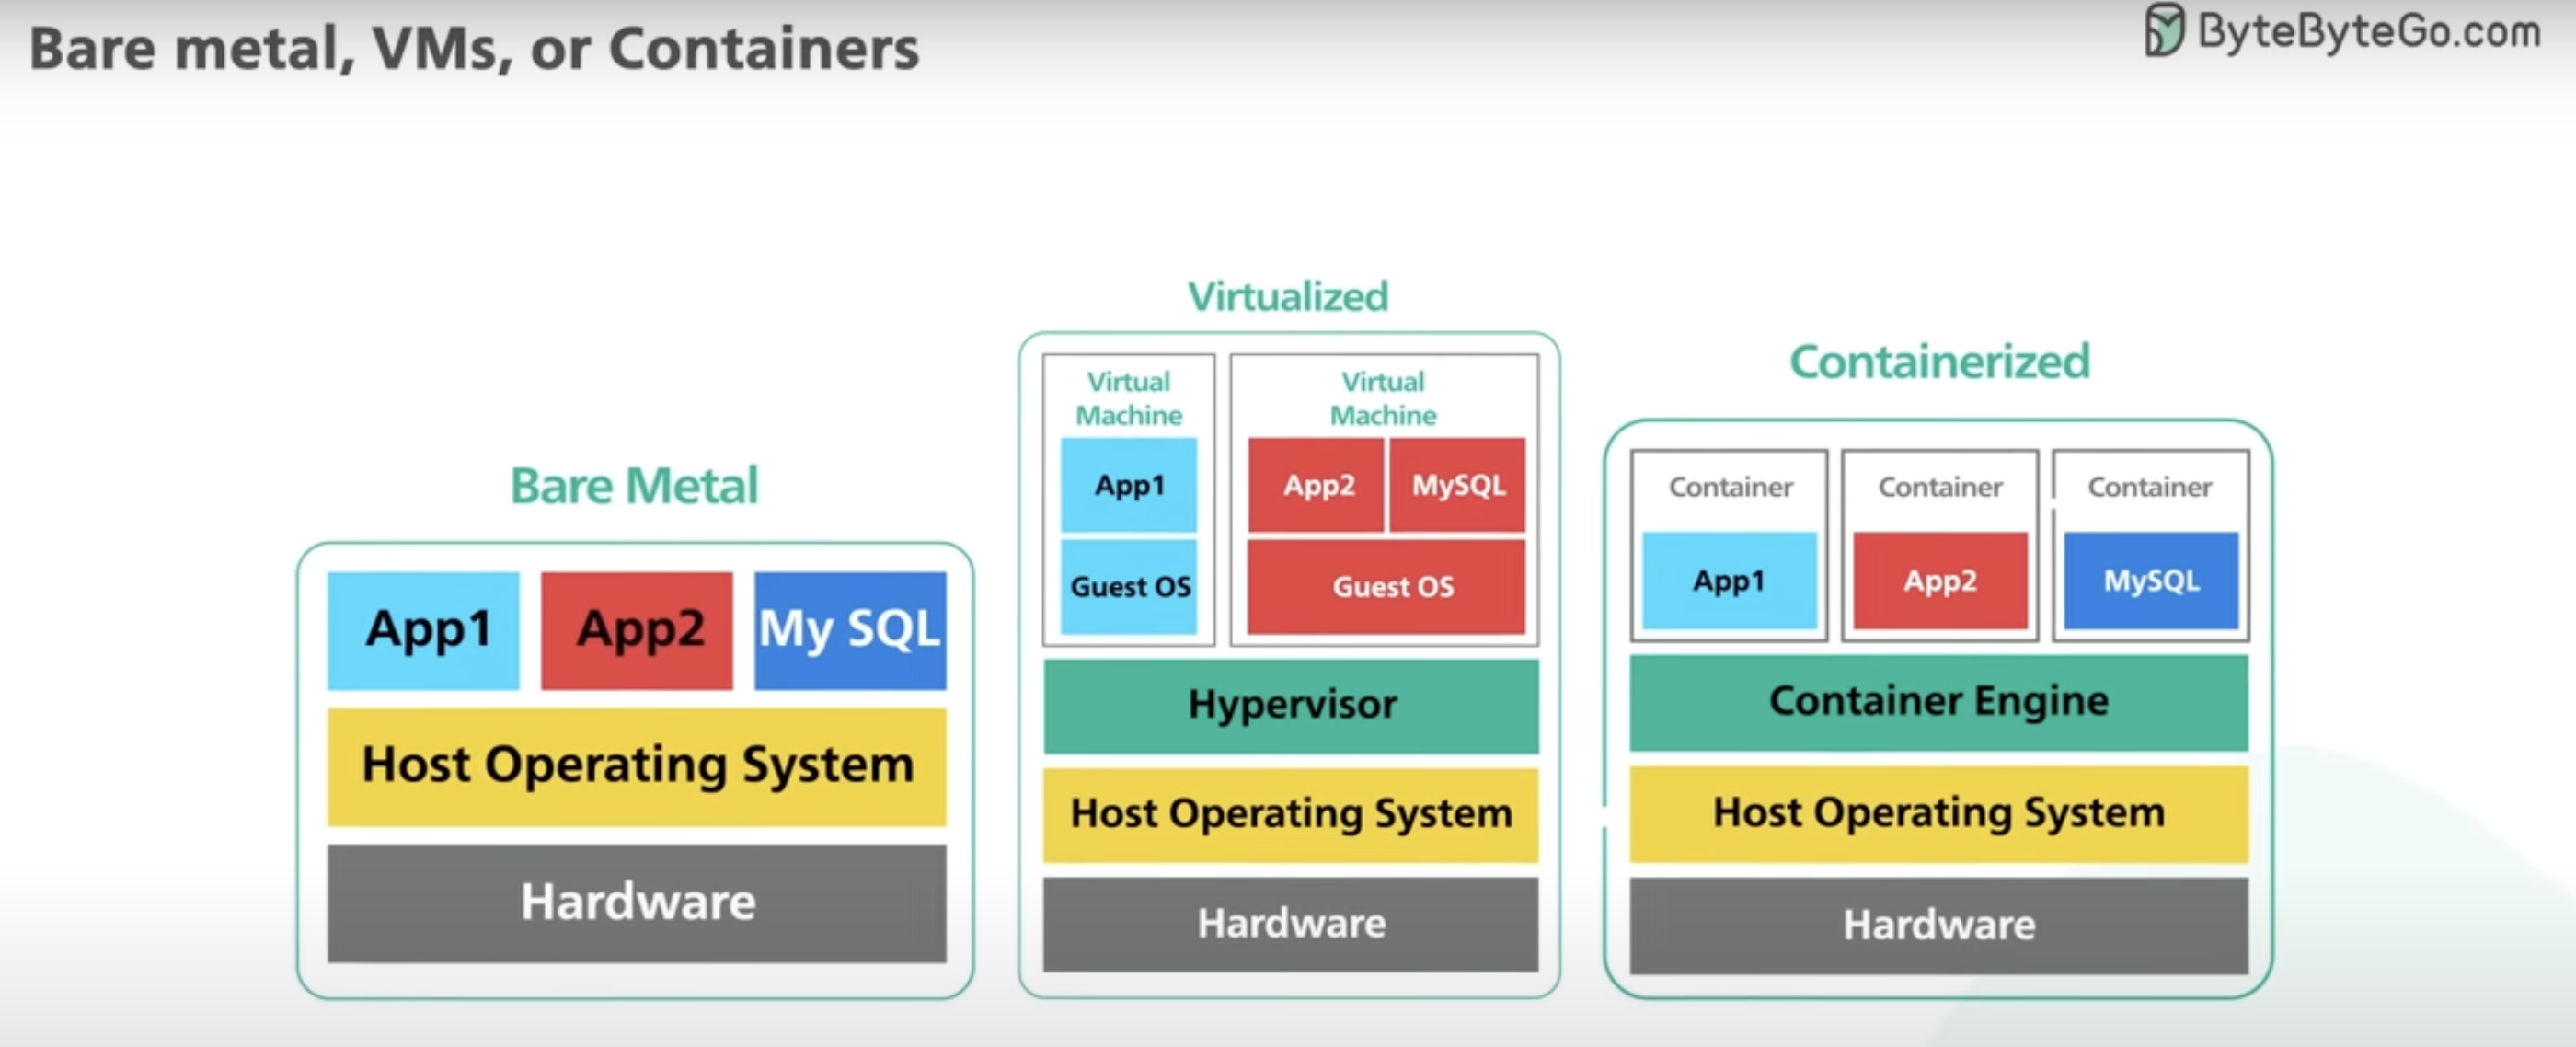 Bare metal, VMs, or Containers
ByteByteGo.com
Bare Metal
App1
App2
My SQL
Host Operating System
Hardware
Virtualized
Virtual
Machine
App1
Guest OS
Virtual
Machine
App2
MySQL
Guest OS
Hypervisor
Host Operating System
Hardware
Containerized
Container
App1
Container
App2
Container
MySQL
Container Engine
Host Operating System
Hardware